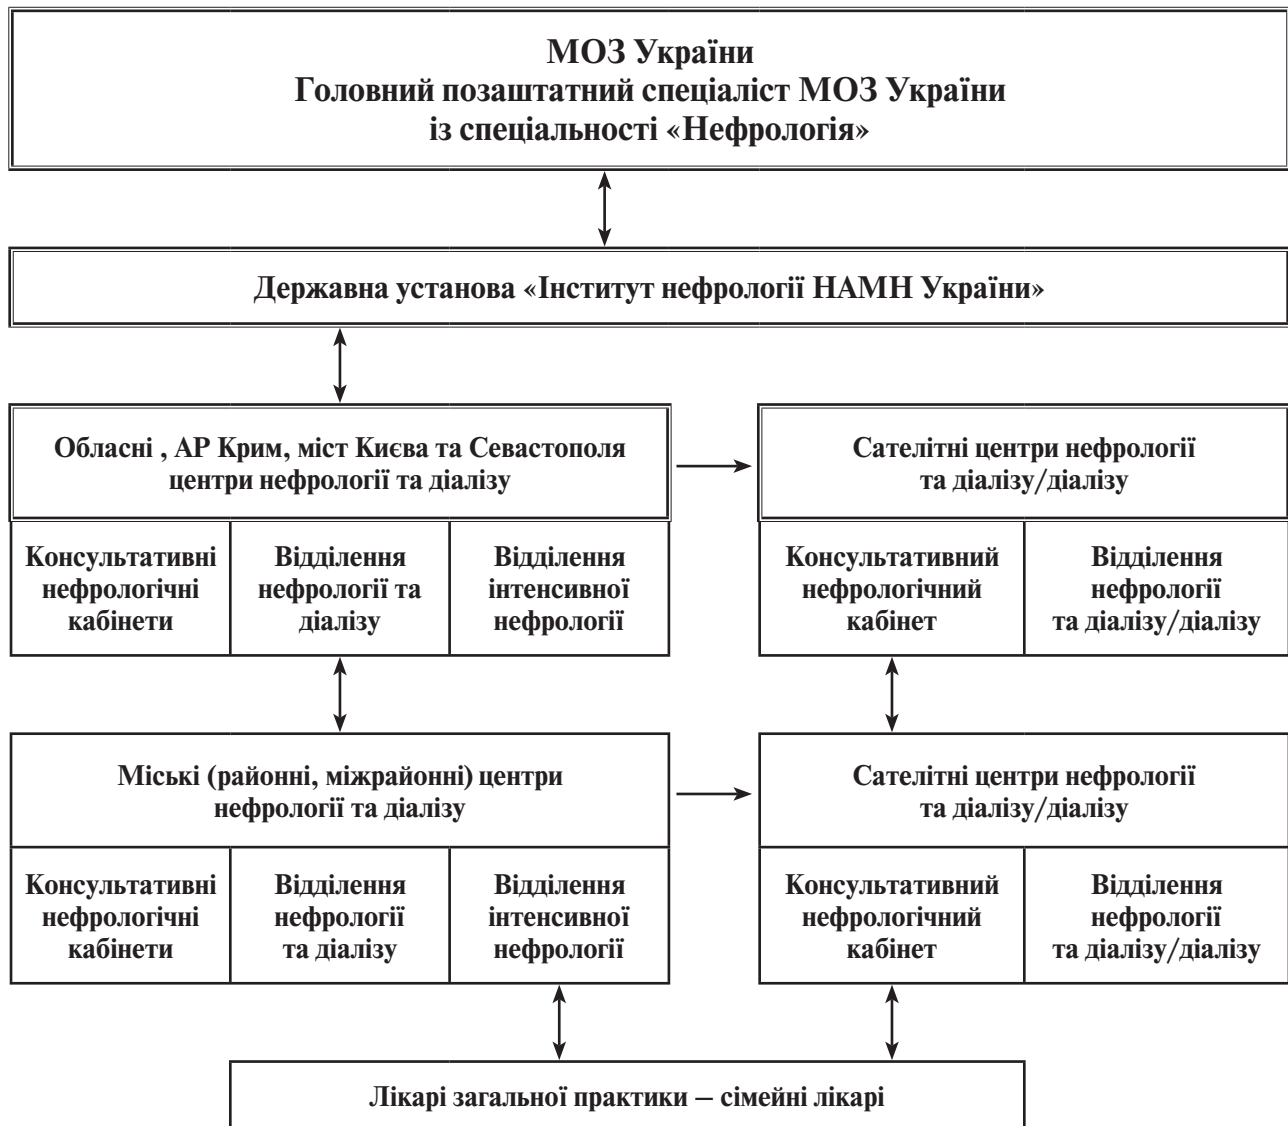 МОЗ України
Головний позаштатний спеціаліст МОЗ України
із спеціальності «Нефрологія»
Державна установа «Інститут нефрології НАМН України»
Обласні , АР Крим, міст Києва та Севастополя
центри нефрології та діалізу
Сателітні центри нефрології
та діалізу/діалізу
Консультативні
нефрологічні
кабінети
Відділення
нефрології та
діалізу
Відділення
інтенсивної
нефрології
Консультативний
нефрологічний
кабінет
Відділення
нефрології
та діалізу/діалізу
Міські (районні, міжрайонні) центри
нефрології та діалізу
Сателітні центри нефрології
та діалізу/діалізу
Консультативні
нефрологічні
кабінети
Відділення
нефрології
та діалізу
Відділення
інтенсивної
нефрології
Консультативний
нефрологічний
кабінет
Відділення
нефрології
та діалізу/діалізу
Лікарі загальної практики – сімейні лікарі